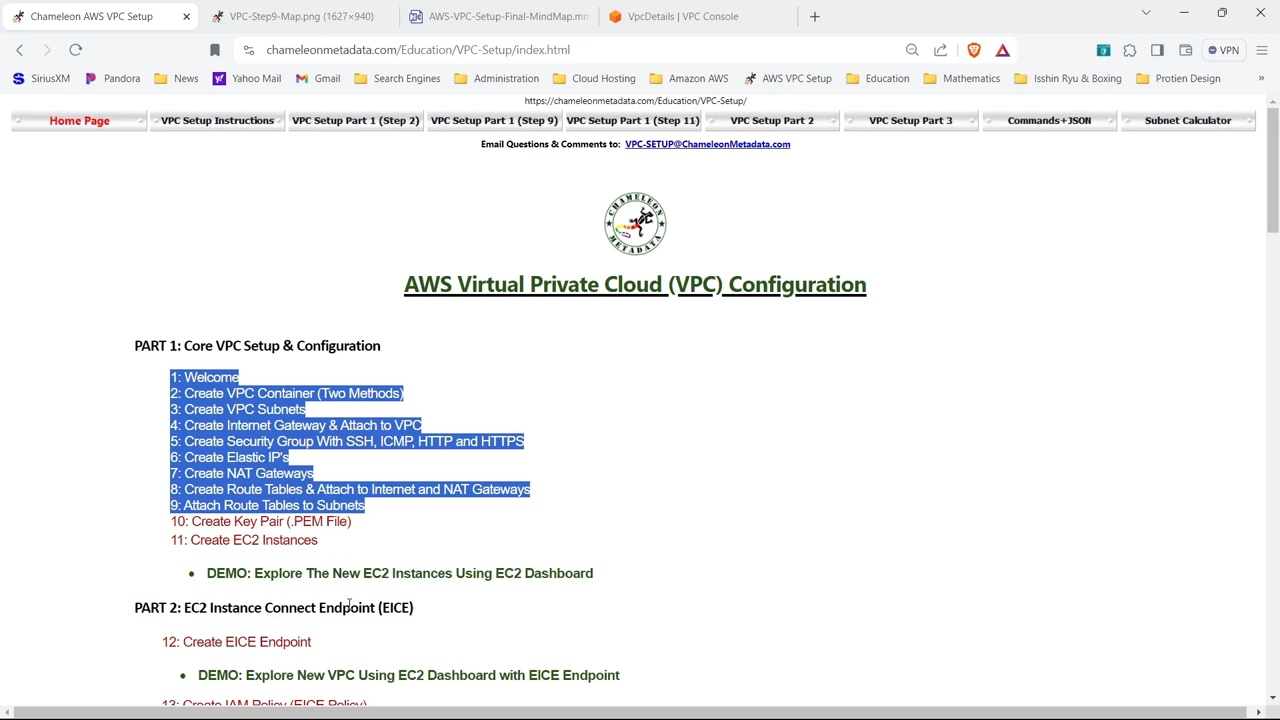 Chameleon AWS VPC Setup
VPC-Step9-Map.png (1627×940)
AWS-VPC-Setup-Final-MindMap.mm
VpcDetails | VPC Console
chameleonmetadata.com/Education/VPC-Setup/index.html
VPN
SiriusXM
Pandora
News
Yahoo Mail
Gmail
Search Engines
Administration
Cloud Hosting
Amazon AWS
AWS VPC Setup
Education
Mathematics
Isshin Ryu & Boxing
Protien Design
https://chameleonmetadata.com/Education/VPC-Setup/
Home Page
VPC Setup Instructions
VPC Setup Part 1 (Step 2)
VPC Setup Part 1 (Step 9)
VPC Setup Part 1 (Step 11)
VPC Setup Part 2
VPC Setup Part 3
Commands+JSON
Subnet Calculator
Email Questions & Comments to: VPC-SETUP@ChameleonMetadata.com
CHAMELEON
METADATA
AWS Virtual Private Cloud (VPC) Configuration
PART 1: Core VPC Setup & Configuration
1: Welcome
2: Create VPC Container (Two Methods)
3: Create VPC Subnets
4: Create Internet Gateway & Attach to VPC
5: Create Security Group With SSH, ICMP, HTTP and HTTPS
6: Create Elastic IP's
7: Create NAT Gateways
8: Create Route Tables & Attach to Internet and NAT Gateways
9: Attach Route Tables to Subnets
10: Create Key Pair (.PEM File)
11: Create EC2 Instances
• DEMO: Explore The New EC2 Instances Using EC2 Dashboard
PART 2: EC2 Instance Connect Endpoint (EICE)
12: Create EICE Endpoint
• DEMO: Explore New VPC Using EC2 Dashboard with EICE Endpoint
13: Create IAM Policy (EICE Policy)